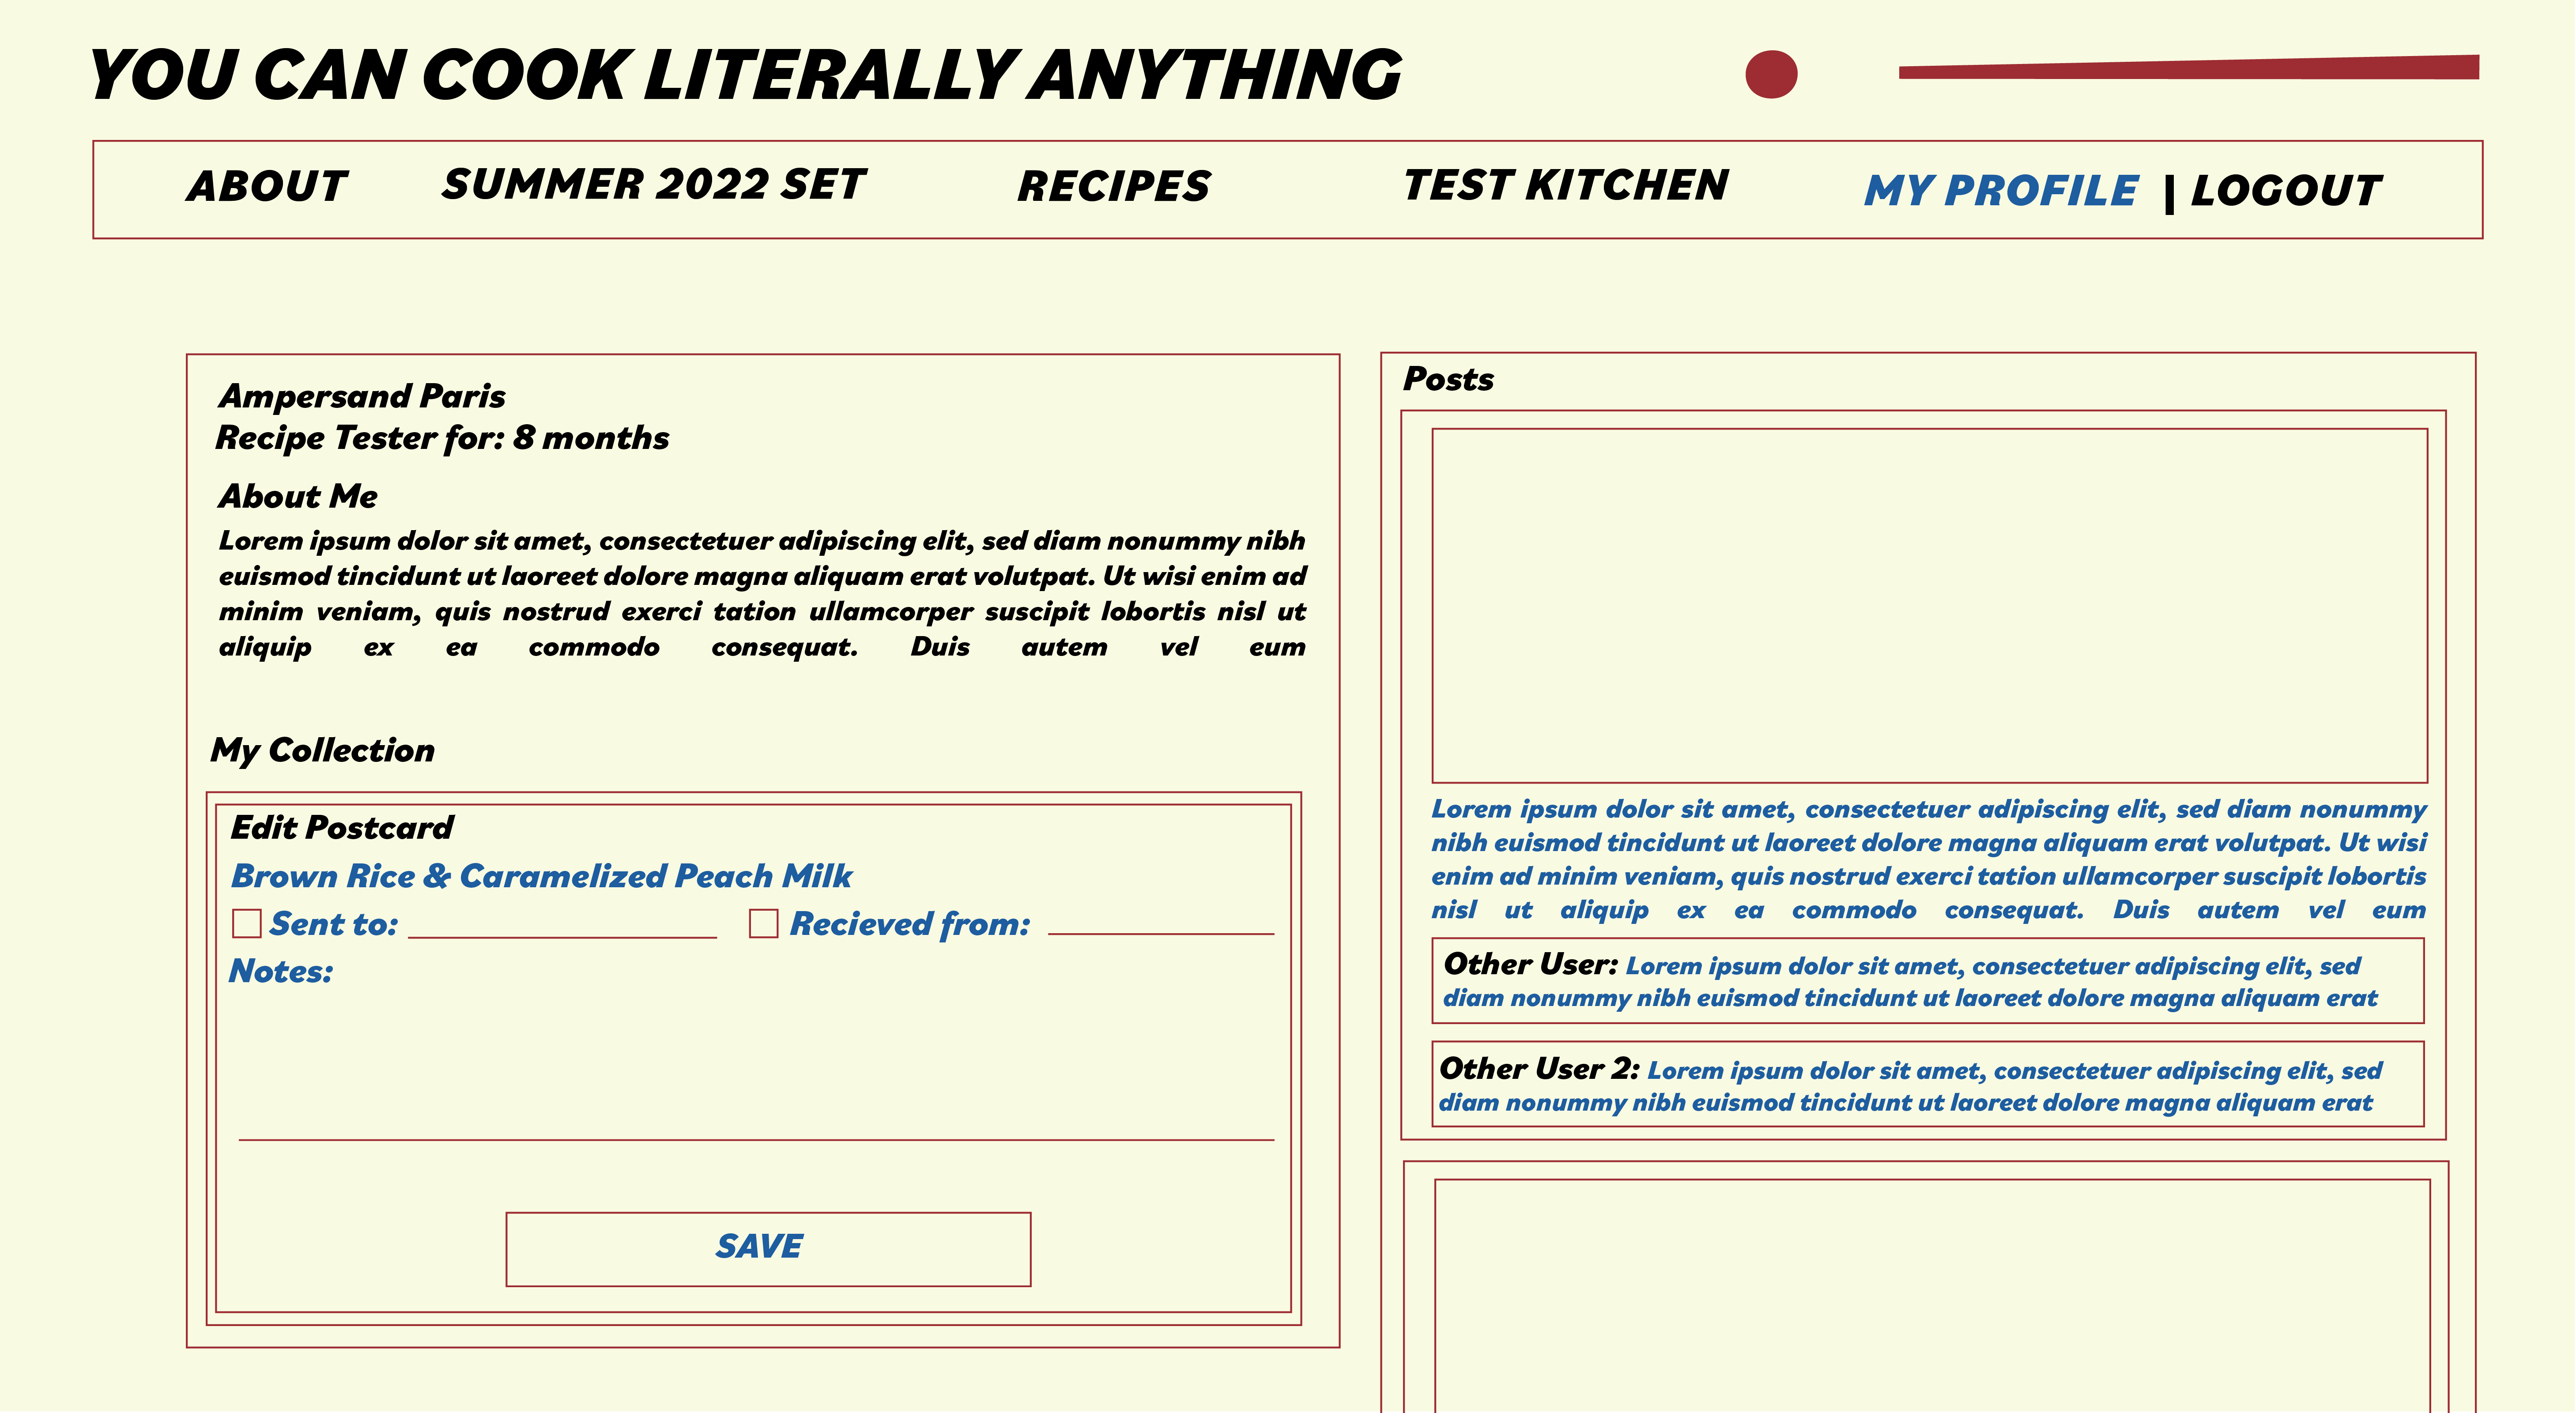 YOU CAN COOK LITERALLY ANYTHING
ABOUT SUMMER 2022 SET RECIPES TEST KITCHEN MY PROFILE | LOGOUT
Ampersand Paris
Recipe Tester for: 8 months
About Me
Lorem ipsum dolor sit amet, consectetuer adipiscing elit, sed diam nonummy nibh
euismod tincidunt ut laoreet dolore magna aliquam erat volutpat. Ut wisi enim ad
minim veniam, quis nostrud exerci tation ullamcorper suscipit lobortis nisl ut
aliquip ex ea commodo consequat. Duis autem vel eum
My Collection
Edit Postcard
Brown Rice & Caramelized Peach Milk
Sent to: Recieved from:
Notes:
SAVE
Posts
Lorem ipsum dolor sit amet, consectetuer adipiscing elit, sed diam nonummy
nibh euismod tincidunt ut laoreet dolore magna aliquam erat volutpat. Ut wisi
enim ad minim veniam, quis nostrud exerci tation ullamcorper suscipit lobortis
nisl ut aliquip ex ea commodo consequat. Duis autem vel eum
Other User: Lorem ipsum dolor sit amet, consectetuer adipiscing elit, sed
diam nonummy nibh euismod tincidunt ut laoreet dolore magna aliquam erat
Other User 2: Lorem ipsum dolor sit amet, consectetuer adipiscing elit, sed
diam nonummy nibh euismod tincidunt ut laoreet dolore magna aliquam erat